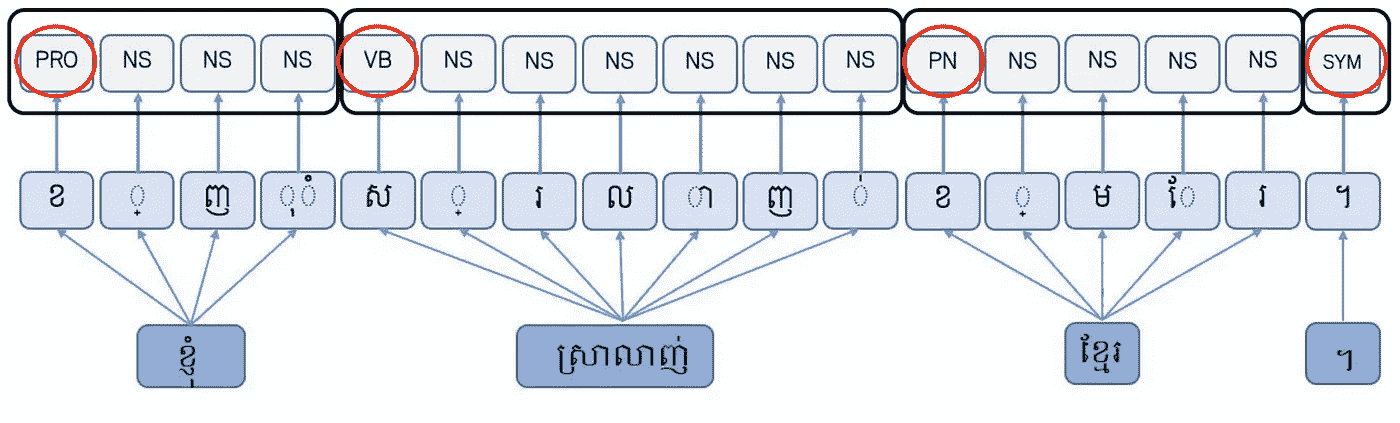 PRO NS NS NS VB NS NS NS NS NS NS PN NS NS NS NS SYM
ខ ◌្ ញ ◌ុ◌ំ ស ◌្ រ ល ◌ា ញ ◌់ ខ ◌្ ម ◌ែ រ ។
ខ្ញុំ ស្រាលាញ់ ខ្មែរ ។